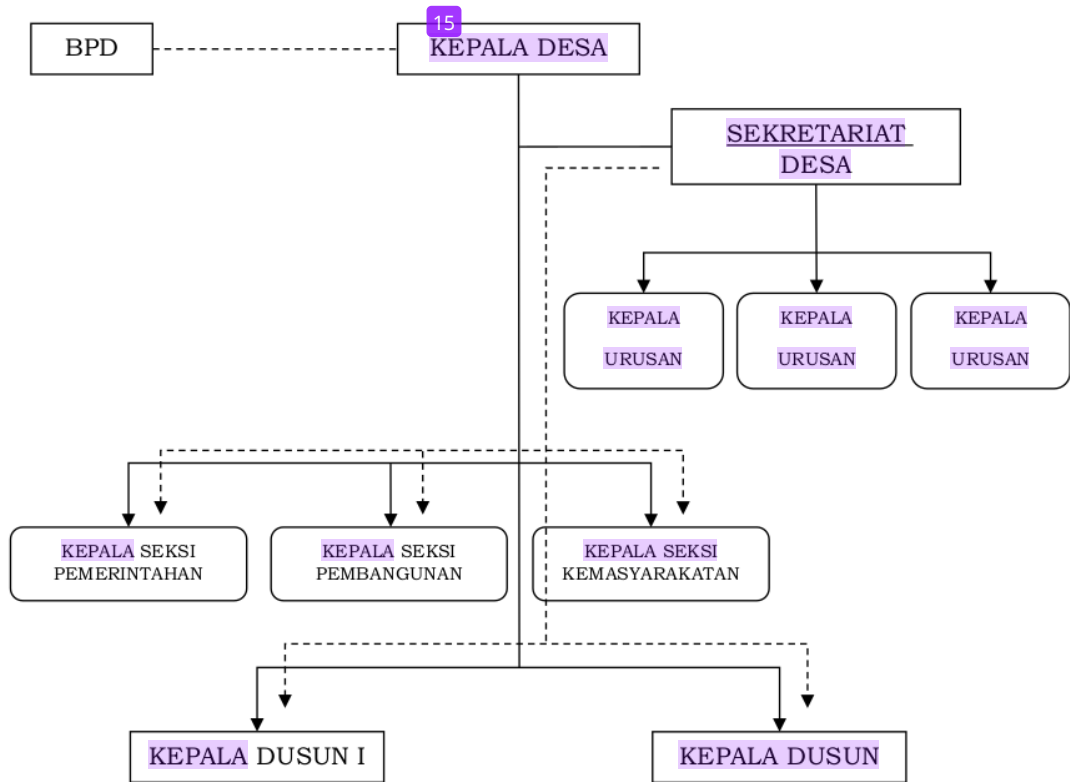 15
BPD
KEPALA DESA
SEKRETARIAT
DESA
KEPALA
URUSAN
KEPALA
URUSAN
KEPALA
URUSAN
KEPALA SEKSI
PEMERINTAHAN
KEPALA SEKSI
PEMBANGUNAN
KEPALA SEKSI
KEMASYARAKATAN
KEPALA DUSUN I
KEPALA DUSUN